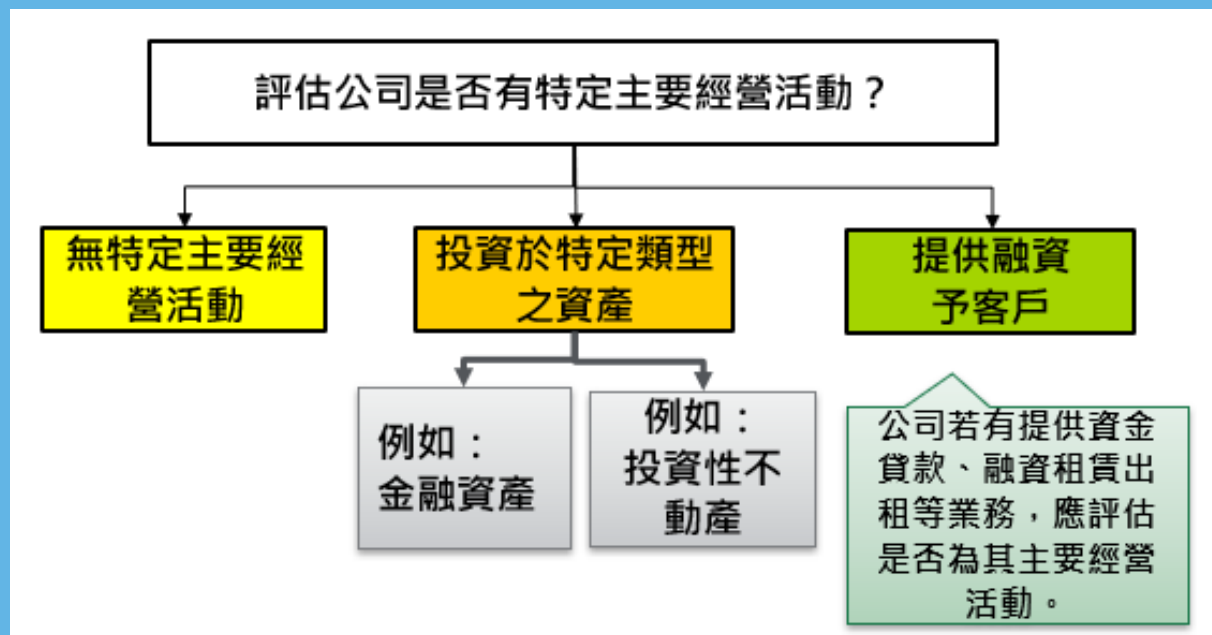 評估公司是否有特定主要經營活動？
無特定主要經
營活動
投資於特定類型
之資產
提供融資
予客戶
例如：
金融資產
例如：
投資性不
動產
公司若有提供資金
貸款、融資租賃出
租等業務，應評估
是否為其主要經營
活動。